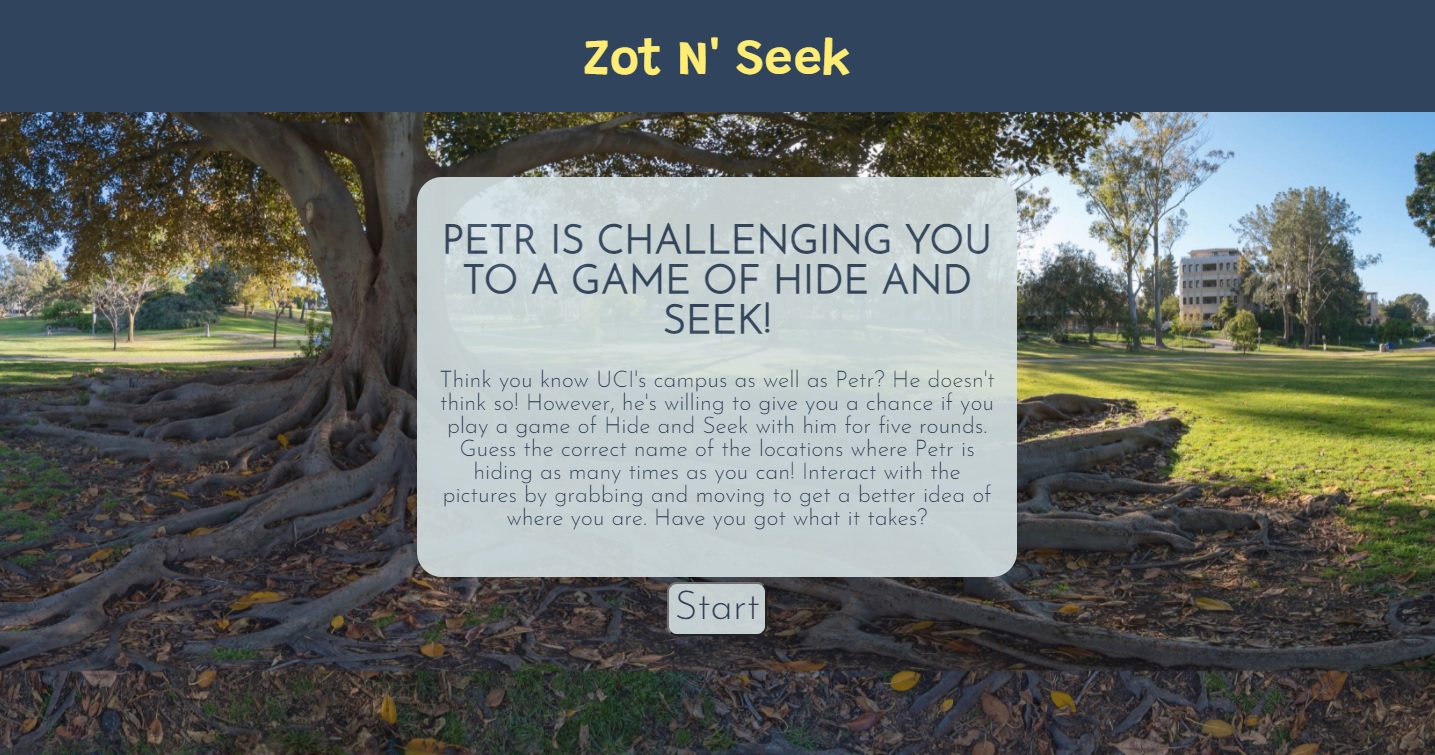 Zot N' Seek
PETR IS CHALLENGING YOU
TO A GAME OF HIDE AND
SEEK!
Think you know UCI's campus as well as Petr? He doesn't
think so! However, he's willing to give you a chance if you
play a game of Hide and Seek with him for five rounds.
Guess the correct name of the locations where Petr is
hiding as many times as you can! Interact with the
pictures by grabbing and moving to get a better idea of
where you are. Have you got what it takes?
Start